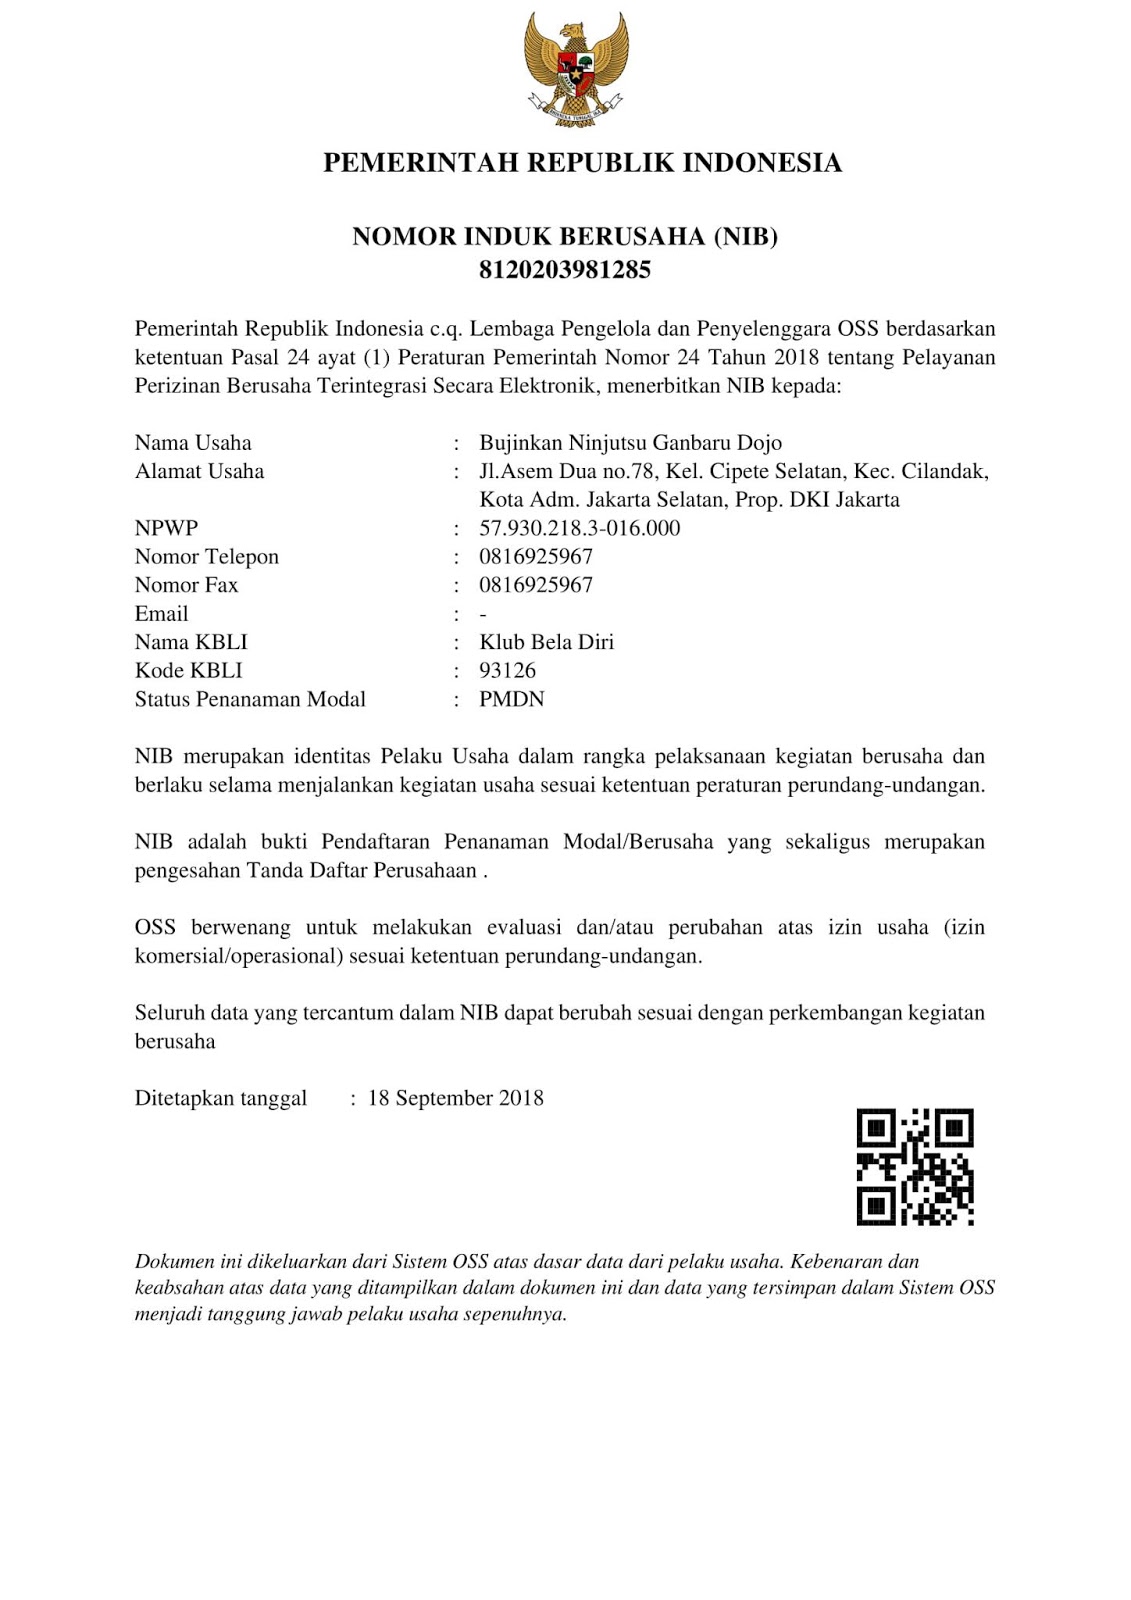 PEMERINTAH REPUBLIK INDONESIA
NOMOR INDUK BERUSAHA (NIB)
8120203981285
Pemerintah Republik Indonesia c.q. Lembaga Pengelola dan Penyelenggara OSS berdasarkan
ketentuan Pasal 24 ayat (1) Peraturan Pemerintah Nomor 24 Tahun 2018 tentang Pelayanan
Perizinan Berusaha Terintegrasi Secara Elektronik, menerbitkan NIB kepada:
Nama Usaha : Bujinkan Ninjutsu Ganbaru Dojo
Alamat Usaha : Jl.Asem Dua no.78, Kel. Cipete Selatan, Kec. Cilandak,
Kota Adm. Jakarta Selatan, Prop. DKI Jakarta
NPWP : 57.930.218.3-016.000
Nomor Telepon : 0816925967
Nomor Fax : 0816925967
Email : -
Nama KBLI : Klub Bela Diri
Kode KBLI : 93126
Status Penanaman Modal : PMDN
NIB merupakan identitas Pelaku Usaha dalam rangka pelaksanaan kegiatan berusaha dan
berlaku selama menjalankan kegiatan usaha sesuai ketentuan peraturan perundang-undangan.
NIB adalah bukti Pendaftaran Penanaman Modal/Berusaha yang sekaligus merupakan
pengesahan Tanda Daftar Perusahaan .
OSS berwenang untuk melakukan evaluasi dan/atau perubahan atas izin usaha (izin
komersial/operasional) sesuai ketentuan perundang-undangan.
Seluruh data yang tercantum dalam NIB dapat berubah sesuai dengan perkembangan kegiatan
berusaha
Ditetapkan tanggal : 18 September 2018
Dokumen ini dikeluarkan dari Sistem OSS atas dasar data dari pelaku usaha. Kebenaran dan
keabsahan atas data yang ditampilkan dalam dokumen ini dan data yang tersimpan dalam Sistem OSS
menjadi tanggung jawab pelaku usaha sepenuhnya.